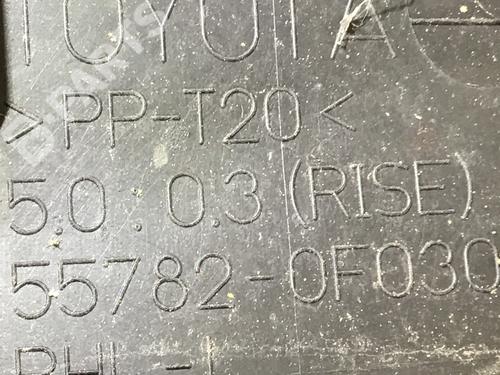 TOYOTA
>PP-T20<
5.0 . 0.3 (RISE)
55782-0F030